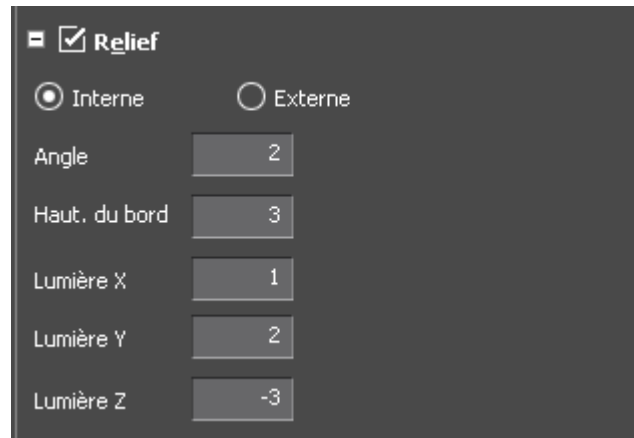 Relief
Interne Externe
Angle 2
Haut. du bord 3
Lumière X 1
Lumière Y 2
Lumière Z -3